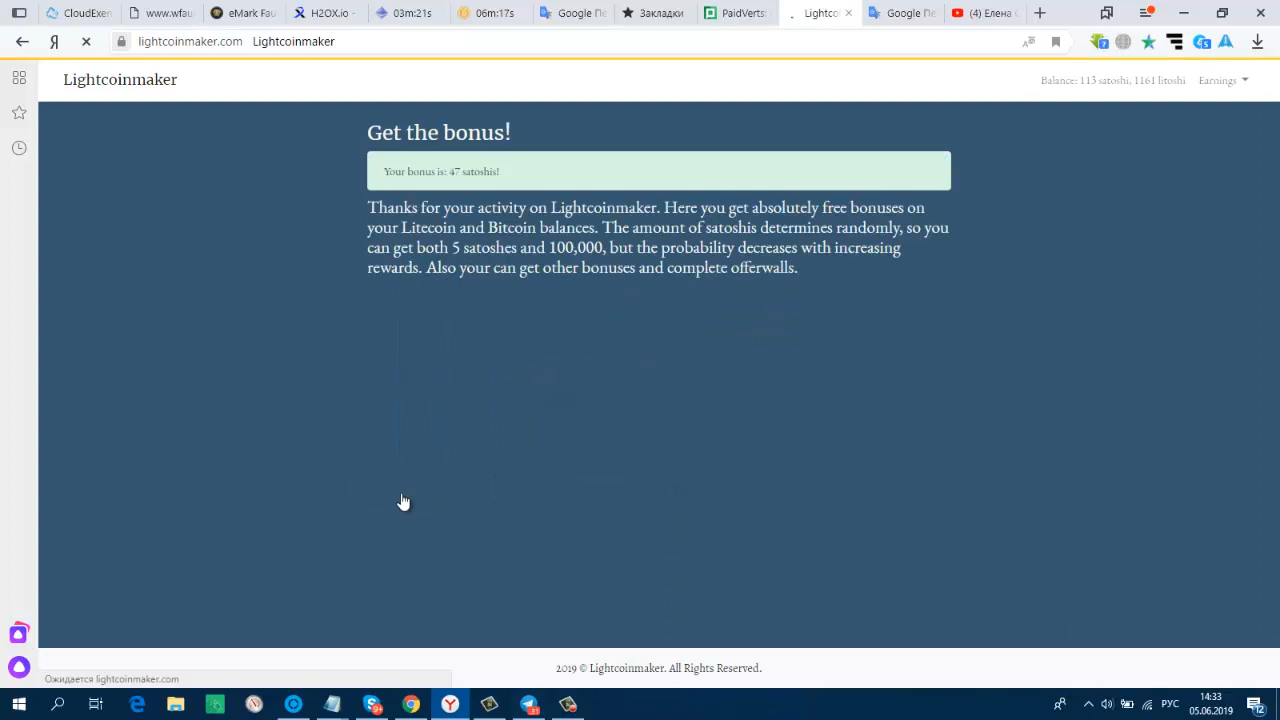 CloudExen
www.wfau
eMark Fau
H2OX.io -
03m:21s
06m:17s
Google Пе
Закладки
PaidVerts
Lightcoi
Google Пе
(4) Елена
lightcoinmaker.com Lightcoinmaker
Lightcoinmaker
Balance: 113 satoshi, 1161 litoshi Earnings
Get the bonus!
Your bonus is: 47 satoshis!
Thanks for your activity on Lightcoinmaker. Here you get absolutely free bonuses on
your Litecoin and Bitcoin balances. The amount of satoshis determines randomly, so you
can get both 5 satoshes and 100,000, but the probability decreases with increasing
rewards. Also your can get other bonuses and complete offerwalls.
2019 © Lightcoinmaker. All Rights Reserved.
Ожидается lightcoinmaker.com
РУС
14:33
05.06.2019